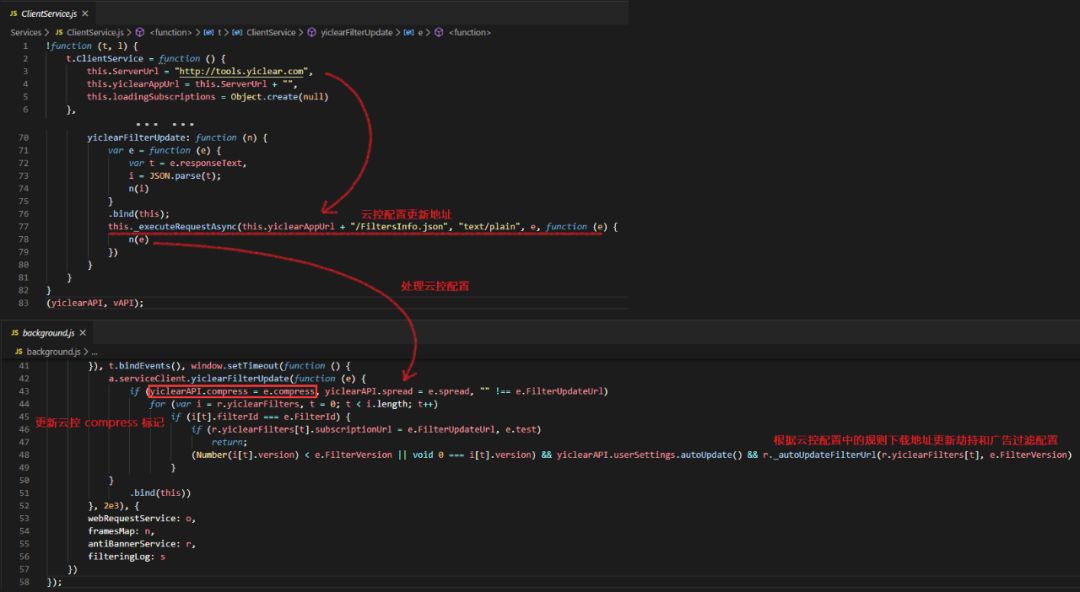 JS ClientService.js ×
Services > JS ClientService.js > <function> > t > ClientService > yiclearFilterUpdate > e > <function>
1 !function (t, l) {
2 t.ClientService = function () {
3 this.ServerUrl = "http://tools.yiclear.com",
4 this.yiclearAppUrl = this.ServerUrl + "",
5 this.loadingSubscriptions = Object.create(null)
6 },
••• •••
70 yiclearFilterUpdate: function (n) {
71 var e = function (e) {
72 var t = e.responseText,
73 i = JSON.parse(t);
74 n(i)
75 }
76 .bind(this);
云控配置更新地址
77 this._executeRequestAsync(this.yiclearAppUrl + "/FiltersInfo.json", "text/plain", e, function (e) {
78 n(e)
79 })
80 }
81 }
82 }
83 (yiclearAPI, vAPI);
处理云控配置
JS background.js ×
JS background.js > ...
41 }), t.bindEvents(), window.setTimeout(function () {
42 a.serviceClient.yiclearFilterUpdate(function (e) {
43 if (yiclearAPI.compress = e.compress, yiclearAPI.spread = e.spread, "" !== e.FilterUpdateUrl)
44 for (var i = r.yiclearFilters, t = 0; t < i.length; t++)
更新云控 compress 标记
45 if (i[t].filterId === e.FilterId) {
46 if (r.yiclearFilters[t].subscriptionUrl = e.FilterUpdateUrl, e.test)
47 return;
根据云控配置中的规则下载地址更新劫持和广告过滤配置
48 (Number(i[t].version) < e.FilterVersion || void 0 === i[t].version) && yiclearAPI.userSettings.autoUpdate() && r._autoUpdateFilterUrl(r.yiclearFilters[t], e.FilterVersion)
49 }
50 }
51 .bind(this))
52 }, 2e3), {
53 webRequestService: o,
54 framesMap: n,
55 antiBannerService: r,
56 filteringLog: s
57 })
58 });